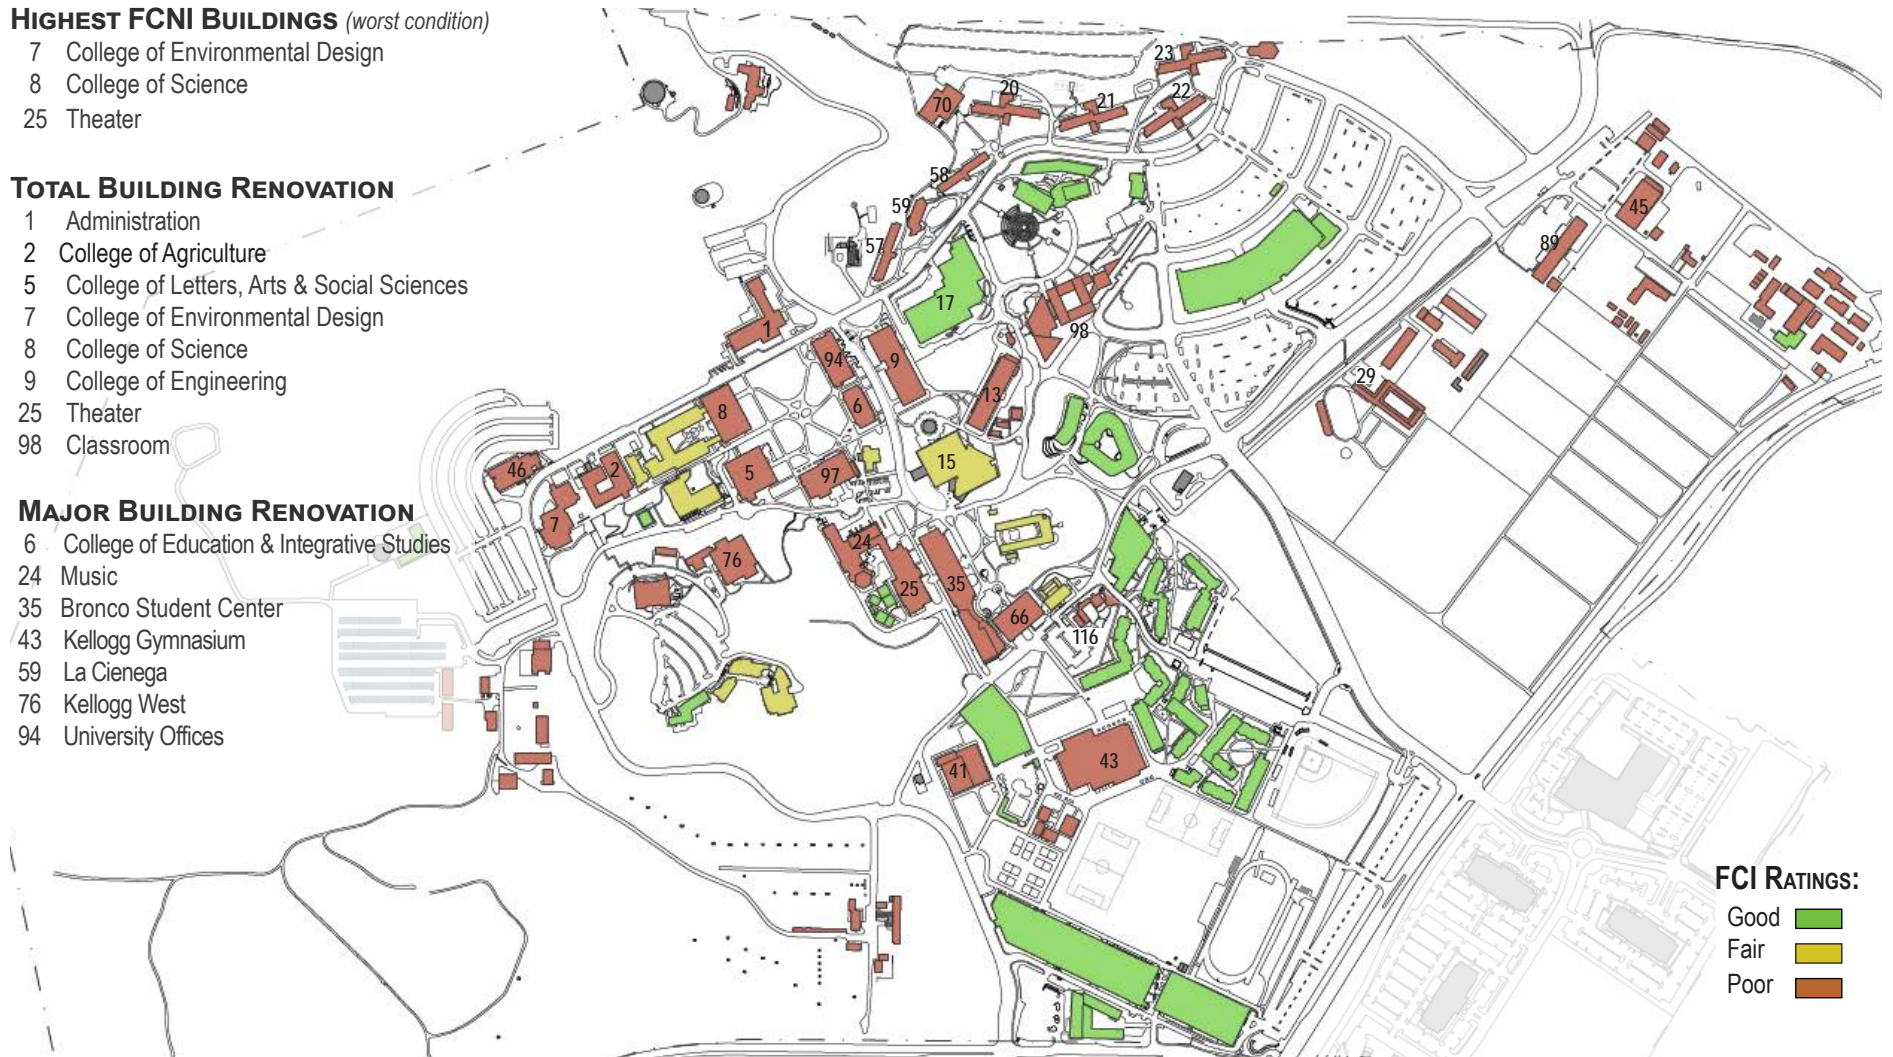 HIGHEST FCNI BUILDINGS (worst condition)
7 College of Environmental Design
8 College of Science
25 Theater
TOTAL BUILDING RENOVATION
1 Administration
2 College of Agriculture
5 College of Letters, Arts & Social Sciences
7 College of Environmental Design
8 College of Science
9 College of Engineering
25 Theater
98 Classroom
MAJOR BUILDING RENOVATION
6 College of Education & Integrative Studies
24 Music
35 Bronco Student Center
43 Kellogg Gymnasium
59 La Cienega
76 Kellogg West
94 University Offices
23
20
70
21
22
58
59
57
45
89
17
1
98
94
9
29
13
8
6
46
2
5
97
15
7
24
76
25
35
66
116
41
43
FCI RATINGS:
Good
Fair
Poor